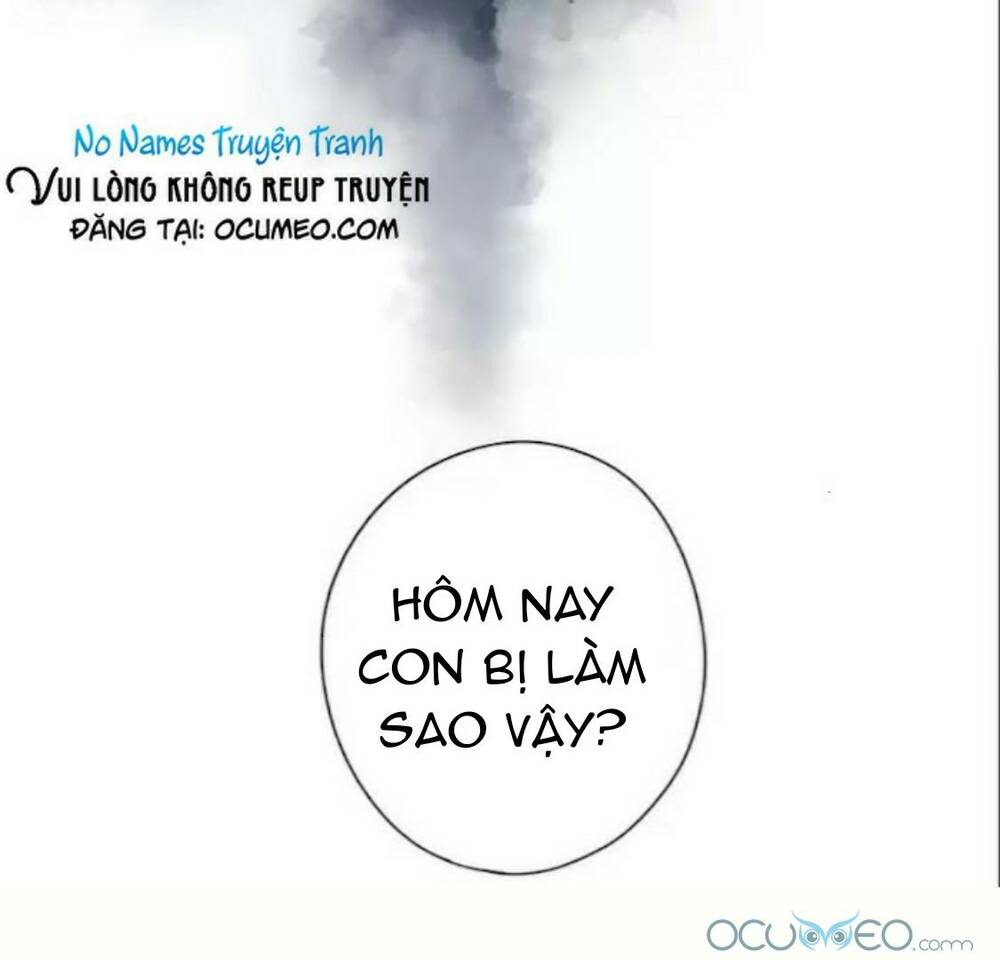 No Names Truyện Tranh
VUI LÒNG KHÔNG REUP TRUYỆN
ĐĂNG TẠI: OCUMEO.COM
HÔM NAY
CON BỊ LÀM
SAO VẬY?
OCUMEO.comm